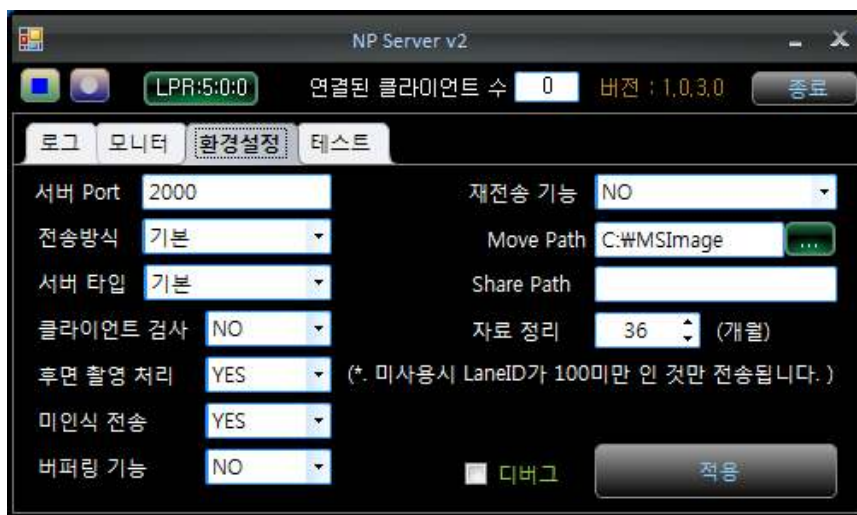 NP Server v2
LPR:5:0:0 연결된 클라이언트 수 0 버전 : 1,0,3,0 종료
로그 모니터 환경설정 테스트
서버 Port 2000 재전송 기능 NO
전송방식 기본 Move Path C:₩MSImage ...
서버 타입 기본 Share Path
클라이언트 검사 NO 자료 정리 36 (개월)
후면 촬영 처리 YES (*. 미사용시 LaneID가 100미만 인 것만 전송됩니다. )
미인식 전송 YES
버퍼링 기능 NO 디버그 적용